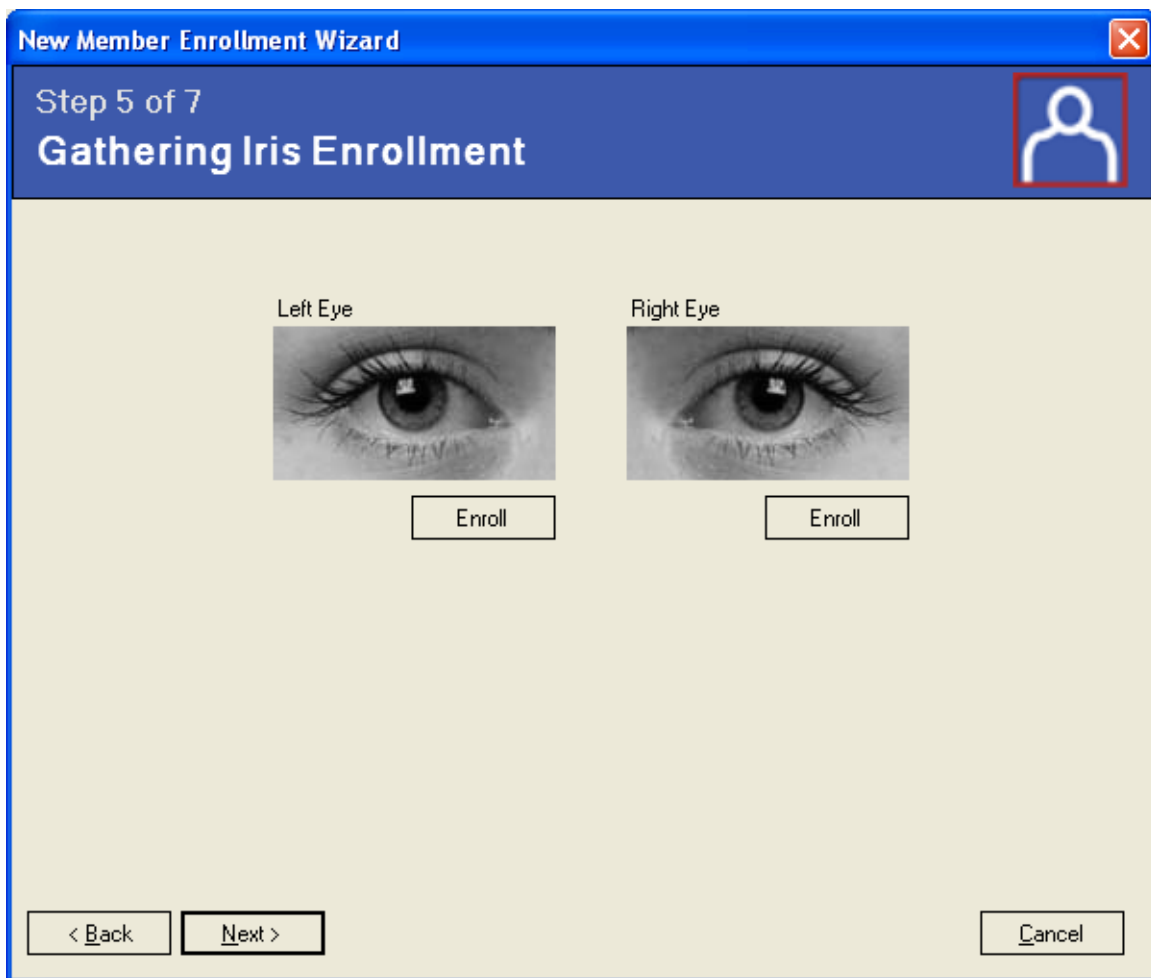 New Member Enrollment Wizard
Step 5 of 7
Gathering Iris Enrollment
Left Eye
Right Eye
Enroll
Enroll
< Back
Next >
Cancel